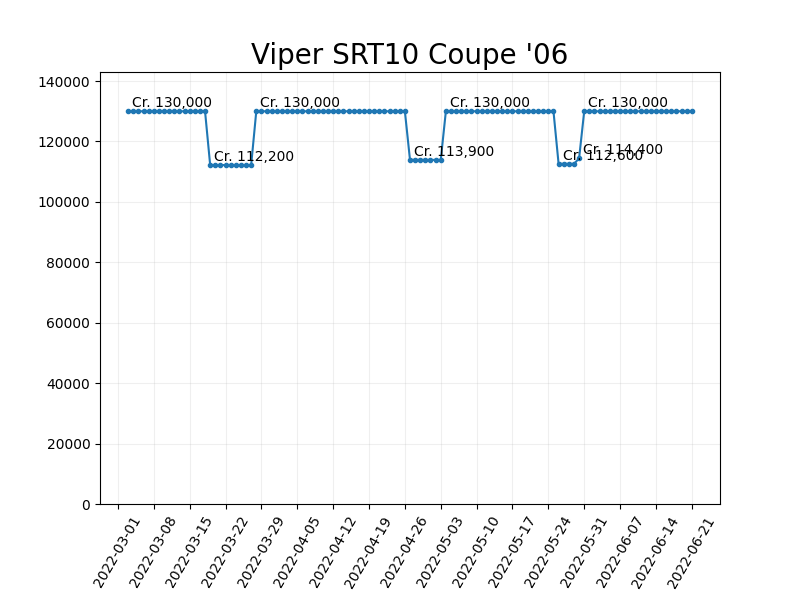 Viper SRT10 Coupe '06
140000
120000
100000
80000
60000
40000
20000
0
Cr. 130,000
Cr. 112,200
Cr. 130,000
Cr. 113,900
Cr. 130,000
Cr. 112,600
Cr. 114,400
Cr. 130,000
2022-03-01
2022-03-08
2022-03-15
2022-03-22
2022-03-29
2022-04-05
2022-04-12
2022-04-19
2022-04-26
2022-05-03
2022-05-10
2022-05-17
2022-05-24
2022-05-31
2022-06-07
2022-06-14
2022-06-21